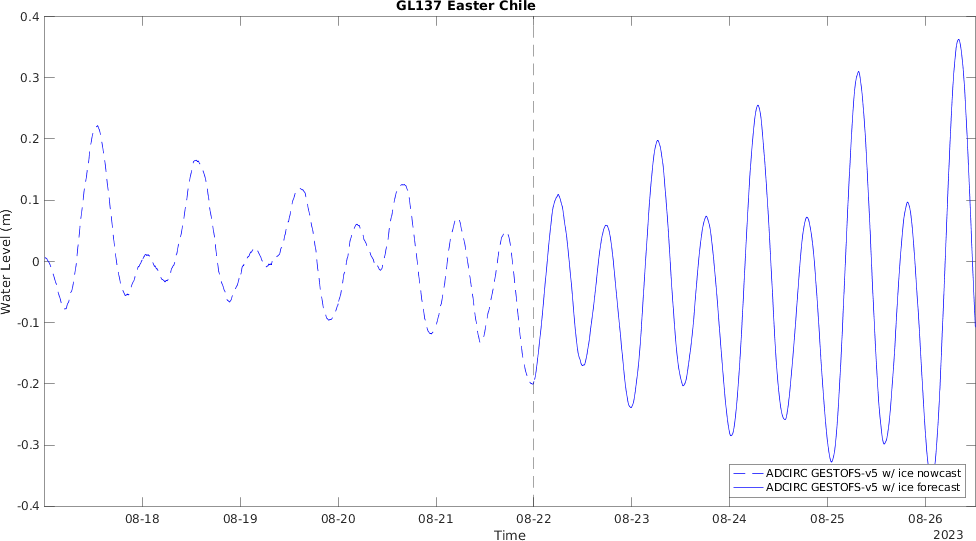 GL137 Easter Chile
0.4
0.3
0.2
0.1
0
-0.1
-0.2
-0.3
-0.4
Water Level (m)
ADCIRC GESTOFS-v5 w/ ice nowcast
ADCIRC GESTOFS-v5 w/ ice forecast
08-18 08-19 08-20 08-21 08-22 08-23 08-24 08-25 08-26
Time
2023